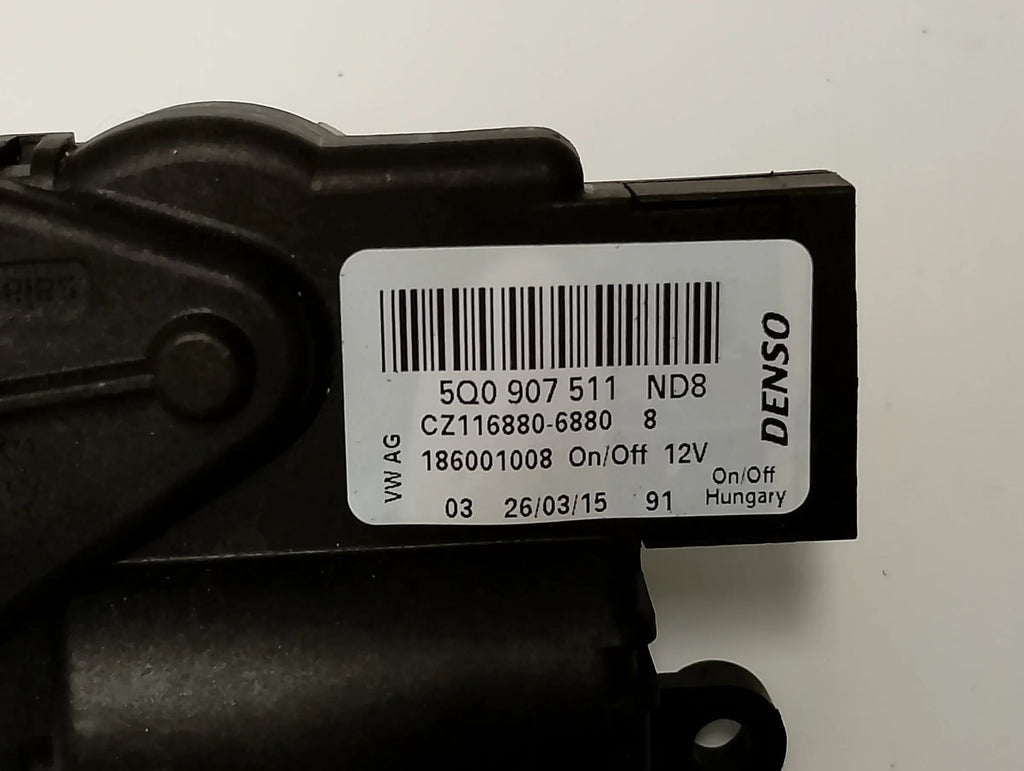 5Q0 907 511 ND8
CZ116880-6880 8
186001008 On/Off 12V
03 26/03/15 91
On/Off
Hungary
VW AG
DENSO